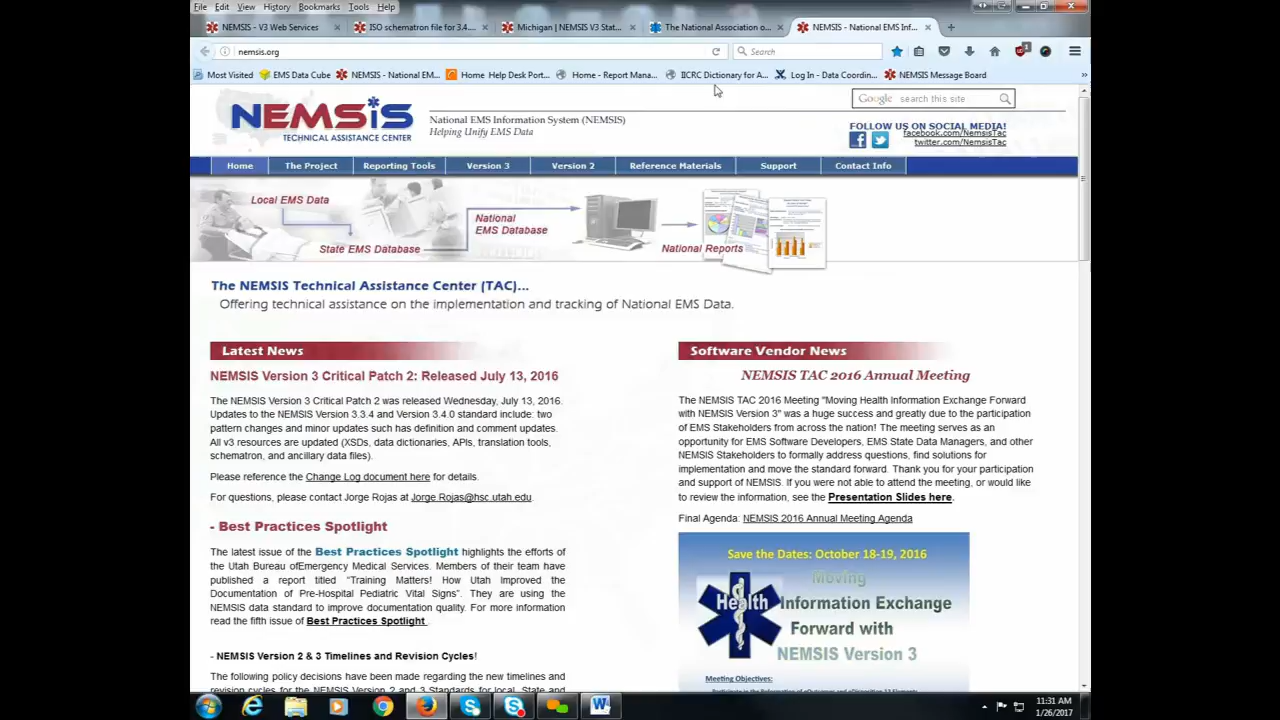 File Edit View History Bookmarks Tools Help
NEMSIS - V3 Web Services × ISO schematron file for 3.4.... × Michigan | NEMSIS V3 Stat... × The National Association o... × NEMSIS - National EMS Inf... × +
nemsis.org Search
Most Visited EMS Data Cube NEMSIS - National EM... Home Help Desk Port... Home - Report Mana... IICRC Dictionary for A... Log In - Data Coordin... NEMSIS Message Board »
NEMSIS
TECHNICAL ASSISTANCE CENTER
National EMS Information System (NEMSIS)
Helping Unify EMS Data
Google search this site
FOLLOW US ON SOCIAL MEDIA!
facebook.com/NemsisTac
twitter.com/NemsisTac
Home The Project Reporting Tools Version 3 Version 2 Reference Materials Support Contact Info
Local EMS Data
State EMS Database
National
EMS Database
National Reports
The NEMSIS Technical Assistance Center (TAC)...
Offering technical assistance on the implementation and tracking of National EMS Data.
Latest News
NEMSIS Version 3 Critical Patch 2: Released July 13, 2016
The NEMSIS Version 3 Critical Patch 2 was released Wednesday, July 13, 2016.
Updates to the NEMSIS Version 3.3.4 and Version 3.4.0 standard include: two
pattern changes and minor updates such has definition and comment updates.
All v3 resources are updated (XSDs, data dictionaries, APIs, translation tools,
schematron, and ancillary data files).
Please reference the Change Log document here for details.
For questions, please contact Jorge Rojas at Jorge.Rojas@hsc.utah.edu.
- Best Practices Spotlight
The latest issue of the Best Practices Spotlight highlights the efforts of
the Utah Bureau ofEmergency Medical Services. Members of their team have
published a report titled "Training Matters! How Utah Improved the
Documentation of Pre-Hospital Pediatric Vital Signs". They are using the
NEMSIS data standard to improve documentation quality. For more information
read the fifth issue of Best Practices Spotlight .
- NEMSIS Version 2 & 3 Timelines and Revision Cycles!
The following policy decisions have been made regarding the new timelines and
revision cycles for the NEMSIS Version 2 and 3 Standards for local, State and
Software Vendor News
NEMSIS TAC 2016 Annual Meeting
The NEMSIS TAC 2016 Meeting "Moving Health Information Exchange Forward
with NEMSIS Version 3" was a huge success and greatly due to the participation
of EMS Stakeholders from across the nation! The meeting serves as an
opportunity for EMS Software Developers, EMS State Data Managers, and other
NEMSIS Stakeholders to formally address questions, find solutions for
implementation and move the standard forward. Thank you for your participation
and support of NEMSIS. If you were not able to attend the meeting, or would like
to review the information, see the Presentation Slides here.
Final Agenda: NEMSIS 2016 Annual Meeting Agenda
Save the Dates: October 18-19, 2016
Moving
Health Information Exchange
Forward with
NEMSIS Version 3
Meeting Objectives:
11:31 AM
1/26/2017